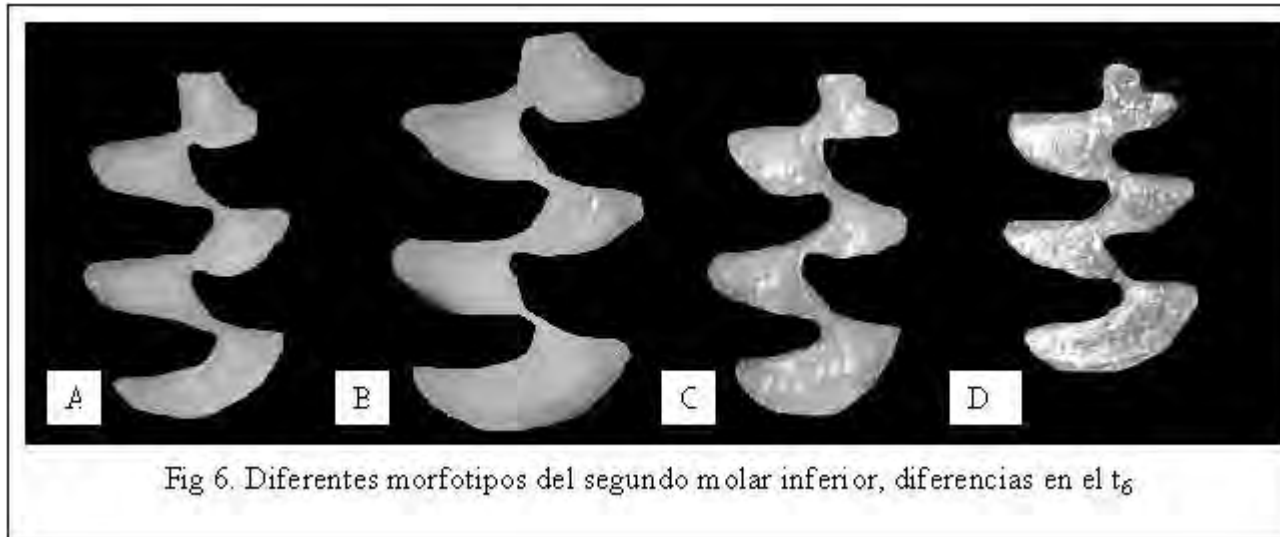 A B C D
Fig 6. Diferentes morfotipos del segundo molar inferior, diferencias en el t6